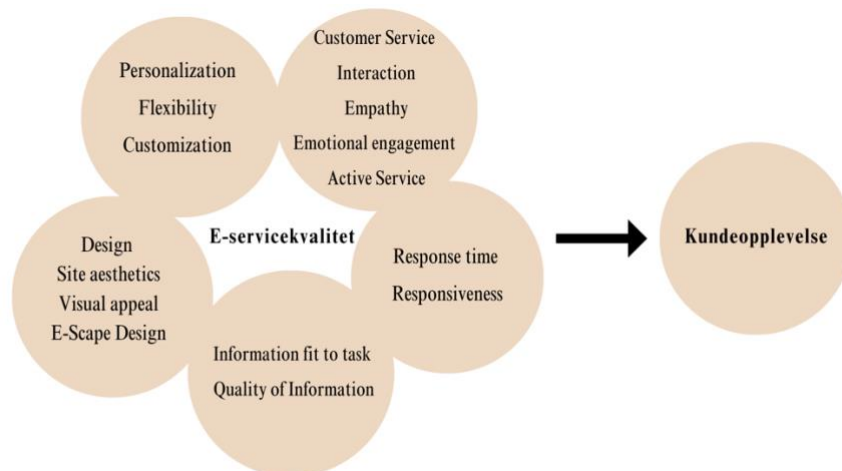 Personalization
Flexibility
Customization
Customer Service
Interaction
Empathy
Emotional engagement
Active Service
E-servicekvalitet
Design
Site aesthetics
Visual appeal
E-Scape Design
Response time
Responsiveness
Information fit to task
Quality of Information
Kundeopplevelse